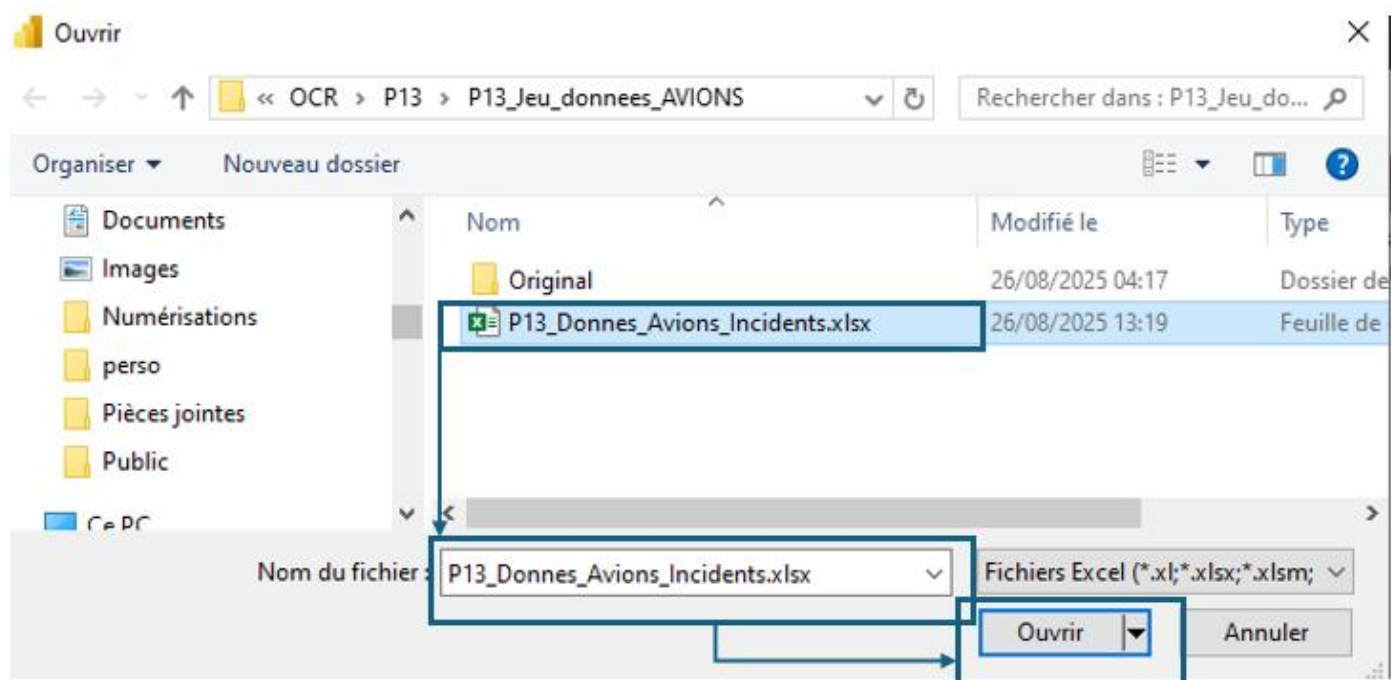 Ouvrir
« OCR > P13 > P13_Jeu_donnees_AVIONS
Rechercher dans : P13_Jeu_do...
Organiser Nouveau dossier
Nom Modifié le Type
Documents
Images
Numérisations
perso
Pièces jointes
Public
Ce PC
Original 26/08/2025 04:17 Dossier de
P13_Donnes_Avions_Incidents.xlsx 26/08/2025 13:19 Feuille de
Nom du fichier : P13_Donnes_Avions_Incidents.xlsx Fichiers Excel (*.xl;*.xlsx;*.xlsm;
Ouvrir Annuler